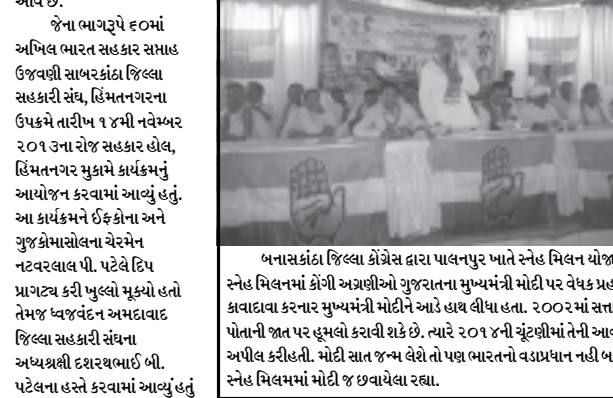 આવે છે.
જેના ભાગરૂપે ૬૦માં
અખિલ ભારત સહકાર સપ્તાહ
ઉજવણી સાબરકાંઠા જિલ્લા
સહકારી સંઘ, હિંમતનગરના
ઉપક્રમે તારીખ ૧૪મી નવેમ્બર
૨૦૧૩ના રોજ સહકાર હોલ,
હિંમતનગર મુકામે કાર્યક્રમનું
આયોજન કરવામાં આવ્યું હતું.
આ કાર્યક્રમને ઈફકોના અને
ગુજકોમાસોલના ચેરમેન
નટવરલાલ પી. પટેલે દિપ
પ્રાગટ્ય કરી ખુલ્લો મૂક્યો હતો
તેમજ ધ્વજવંદન અમદાવાદ
જિલ્લા સહકારી સંઘના
અધ્યક્ષશ્રી દશરથભાઈ બી.
પટેલના હસ્તે કરવામાં આવ્યું હતું
બનાસકાંઠા જિલ્લા કોંગ્રેસ દ્વારા પાલનપુર ખાતે સ્નેહ મિલન
સ્નેહ મિલનમાં કોંગી અગ્રણીઓ ગુજરાતના મુખ્યમંત્રી મોદી પર વેધક
કાવાદાવા કરનાર મુખ્યમંત્રી મોદીને આડે હાથ લીધા હતા. ૨૦૦૨માં
પોતાની જાત પર હૂમલો કરાવી શકે છે. ત્યારે ૨૦૧૪ની ચૂંટણીમાં તેની
અપીલ કરીહતી. મોદી સાત જન્મ લેશે તો પણ ભારતનો વડાપ્રધાન નહી
સ્નેહ મિલમમાં મોદી જ છવાયેલા રહ્યા.